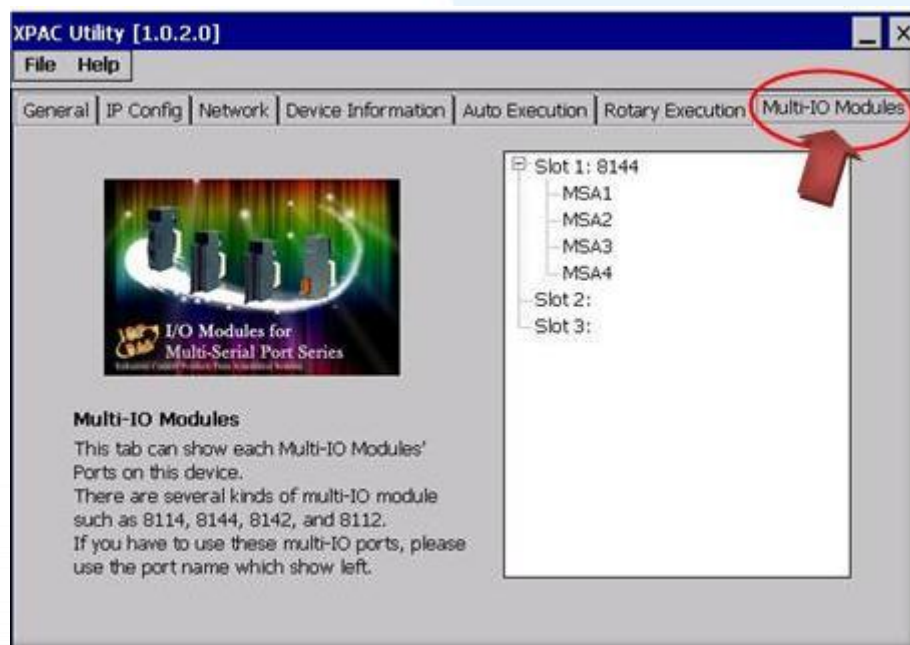 XPAC Utility [1.0.2.0]
File Help
General IP Config Network Device Information Auto Execution Rotary Execution Multi-IO Modules
Slot 1: 8144
MSA1
MSA2
MSA3
MSA4
Slot 2:
Slot 3:
I/O Modules for
Multi-Serial Port Series
Multi-IO Modules
This tab can show each Multi-IO Modules'
Ports on this device.
There are several kinds of multi-IO module
such as 8114, 8144, 8142, and 8112.
If you have to use these multi-IO ports, please
use the port name which show left.